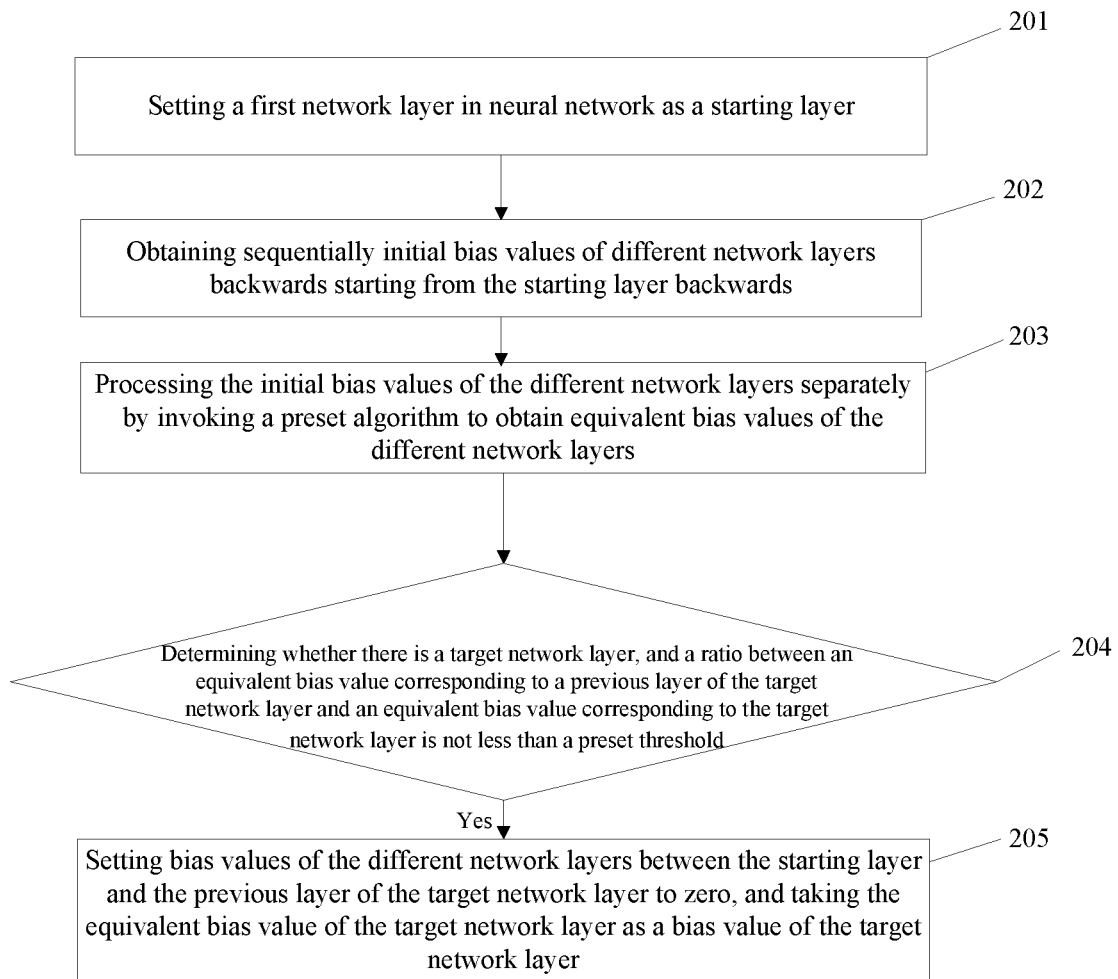 201
Setting a first network layer in neural network as a starting layer
202
Obtaining sequentially initial bias values of different network layers
backwards starting from the starting layer backwards
203
Processing the initial bias values of the different network layers separately
by invoking a preset algorithm to obtain equivalent bias values of the
different network layers
204
Determining whether there is a target network layer, and a ratio between an
equivalent bias value corresponding to a previous layer of the target
network layer and an equivalent bias value corresponding to the target
network layer is not less than a preset threshold
Yes
205
Setting bias values of the different network layers between the starting layer
and the previous layer of the target network layer to zero, and taking the
equivalent bias value of the target network layer as a bias value of the target
network layer